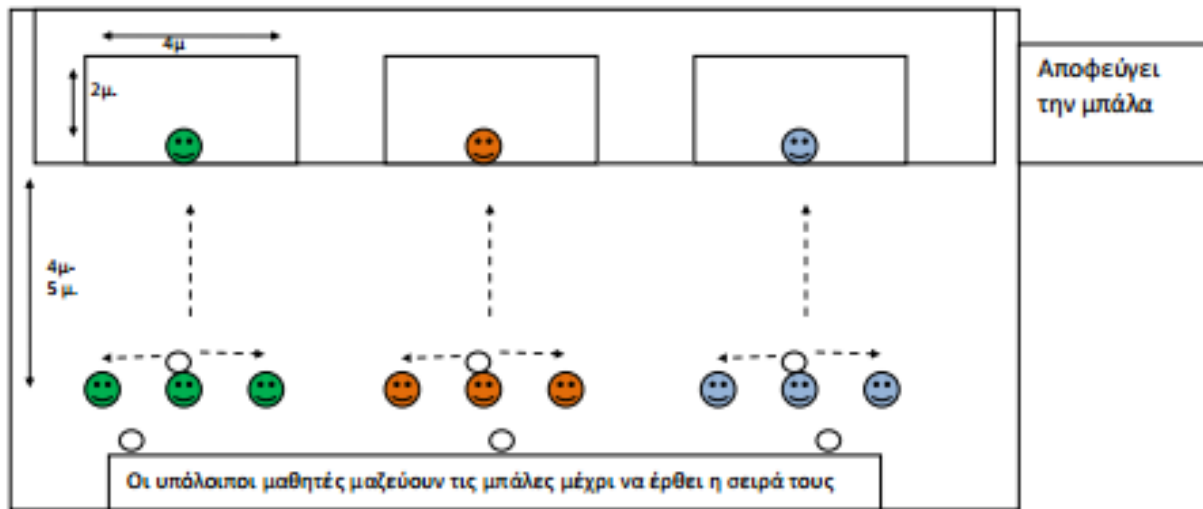 4μ
2μ.
Αποφεύγει
την μπάλα
4μ-
5 μ.
Οι υπόλοιποι μαθητές μαζεύουν τις μπάλες μέχρι να έρθει η σειρά τους